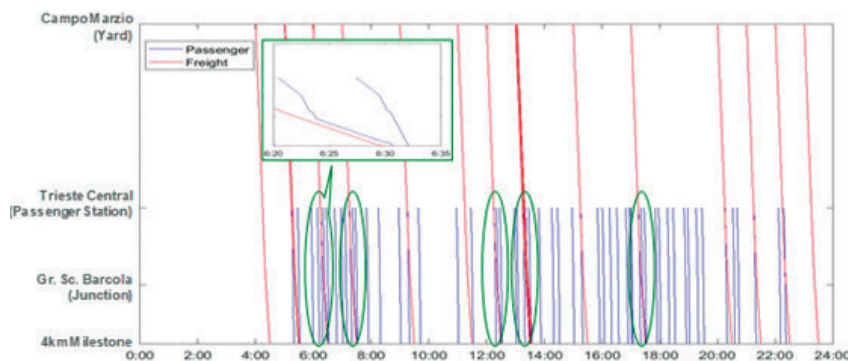 Campo Marzio
(Yard)
Passenger
Freight
6:20 6:25 6:30 6:35
Trieste Central
(Passenger Station)
Gr. Sc. Barcola
(Junction)
4km Milestone
0:00 2:00 4:00 6:00 8:00 10:00 12:00 14:00 16:00 18:00 20:00 22:00 24:00